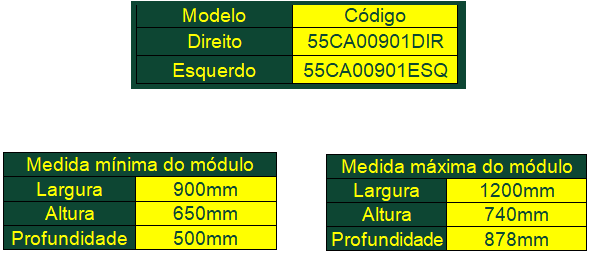 Modelo Código
Direito 55CA00901DIR
Esquerdo 55CA00901ESQ
Medida mínima do módulo
Largura 900mm
Altura 650mm
Profundidade 500mm
Medida máxima do módulo
Largura 1200mm
Altura 740mm
Profundidade 878mm